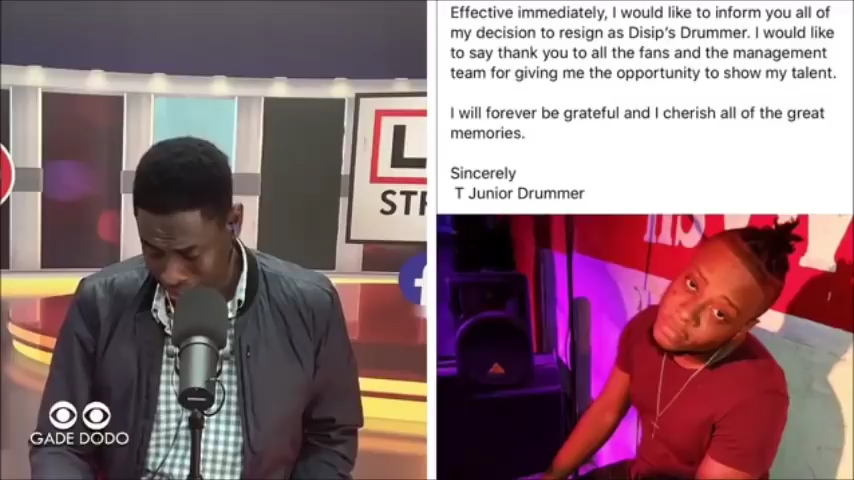 Effective immediately, I would like to inform you all of
my decision to resign as Disip's Drummer. I would like
to say thank you to all the fans and the management
team for giving me the opportunity to show my talent.
I will forever be grateful and I cherish all of the great
memories.
Sincerely
T Junior Drummer
GADE DODO